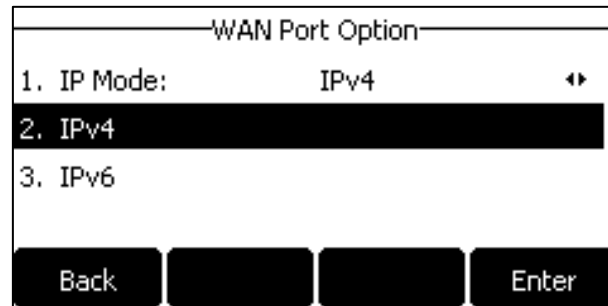 WAN Port Option
1. IP Mode: IPv4
2. IPv4
3. IPv6
Back Enter